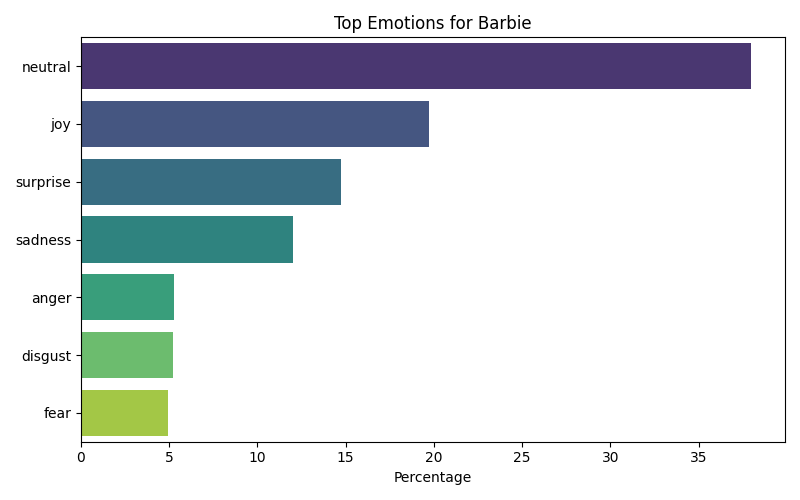 Top Emotions for Barbie
neutral
joy
surprise
sadness
anger
disgust
fear
0 5 10 15 20 25 30 35
Percentage